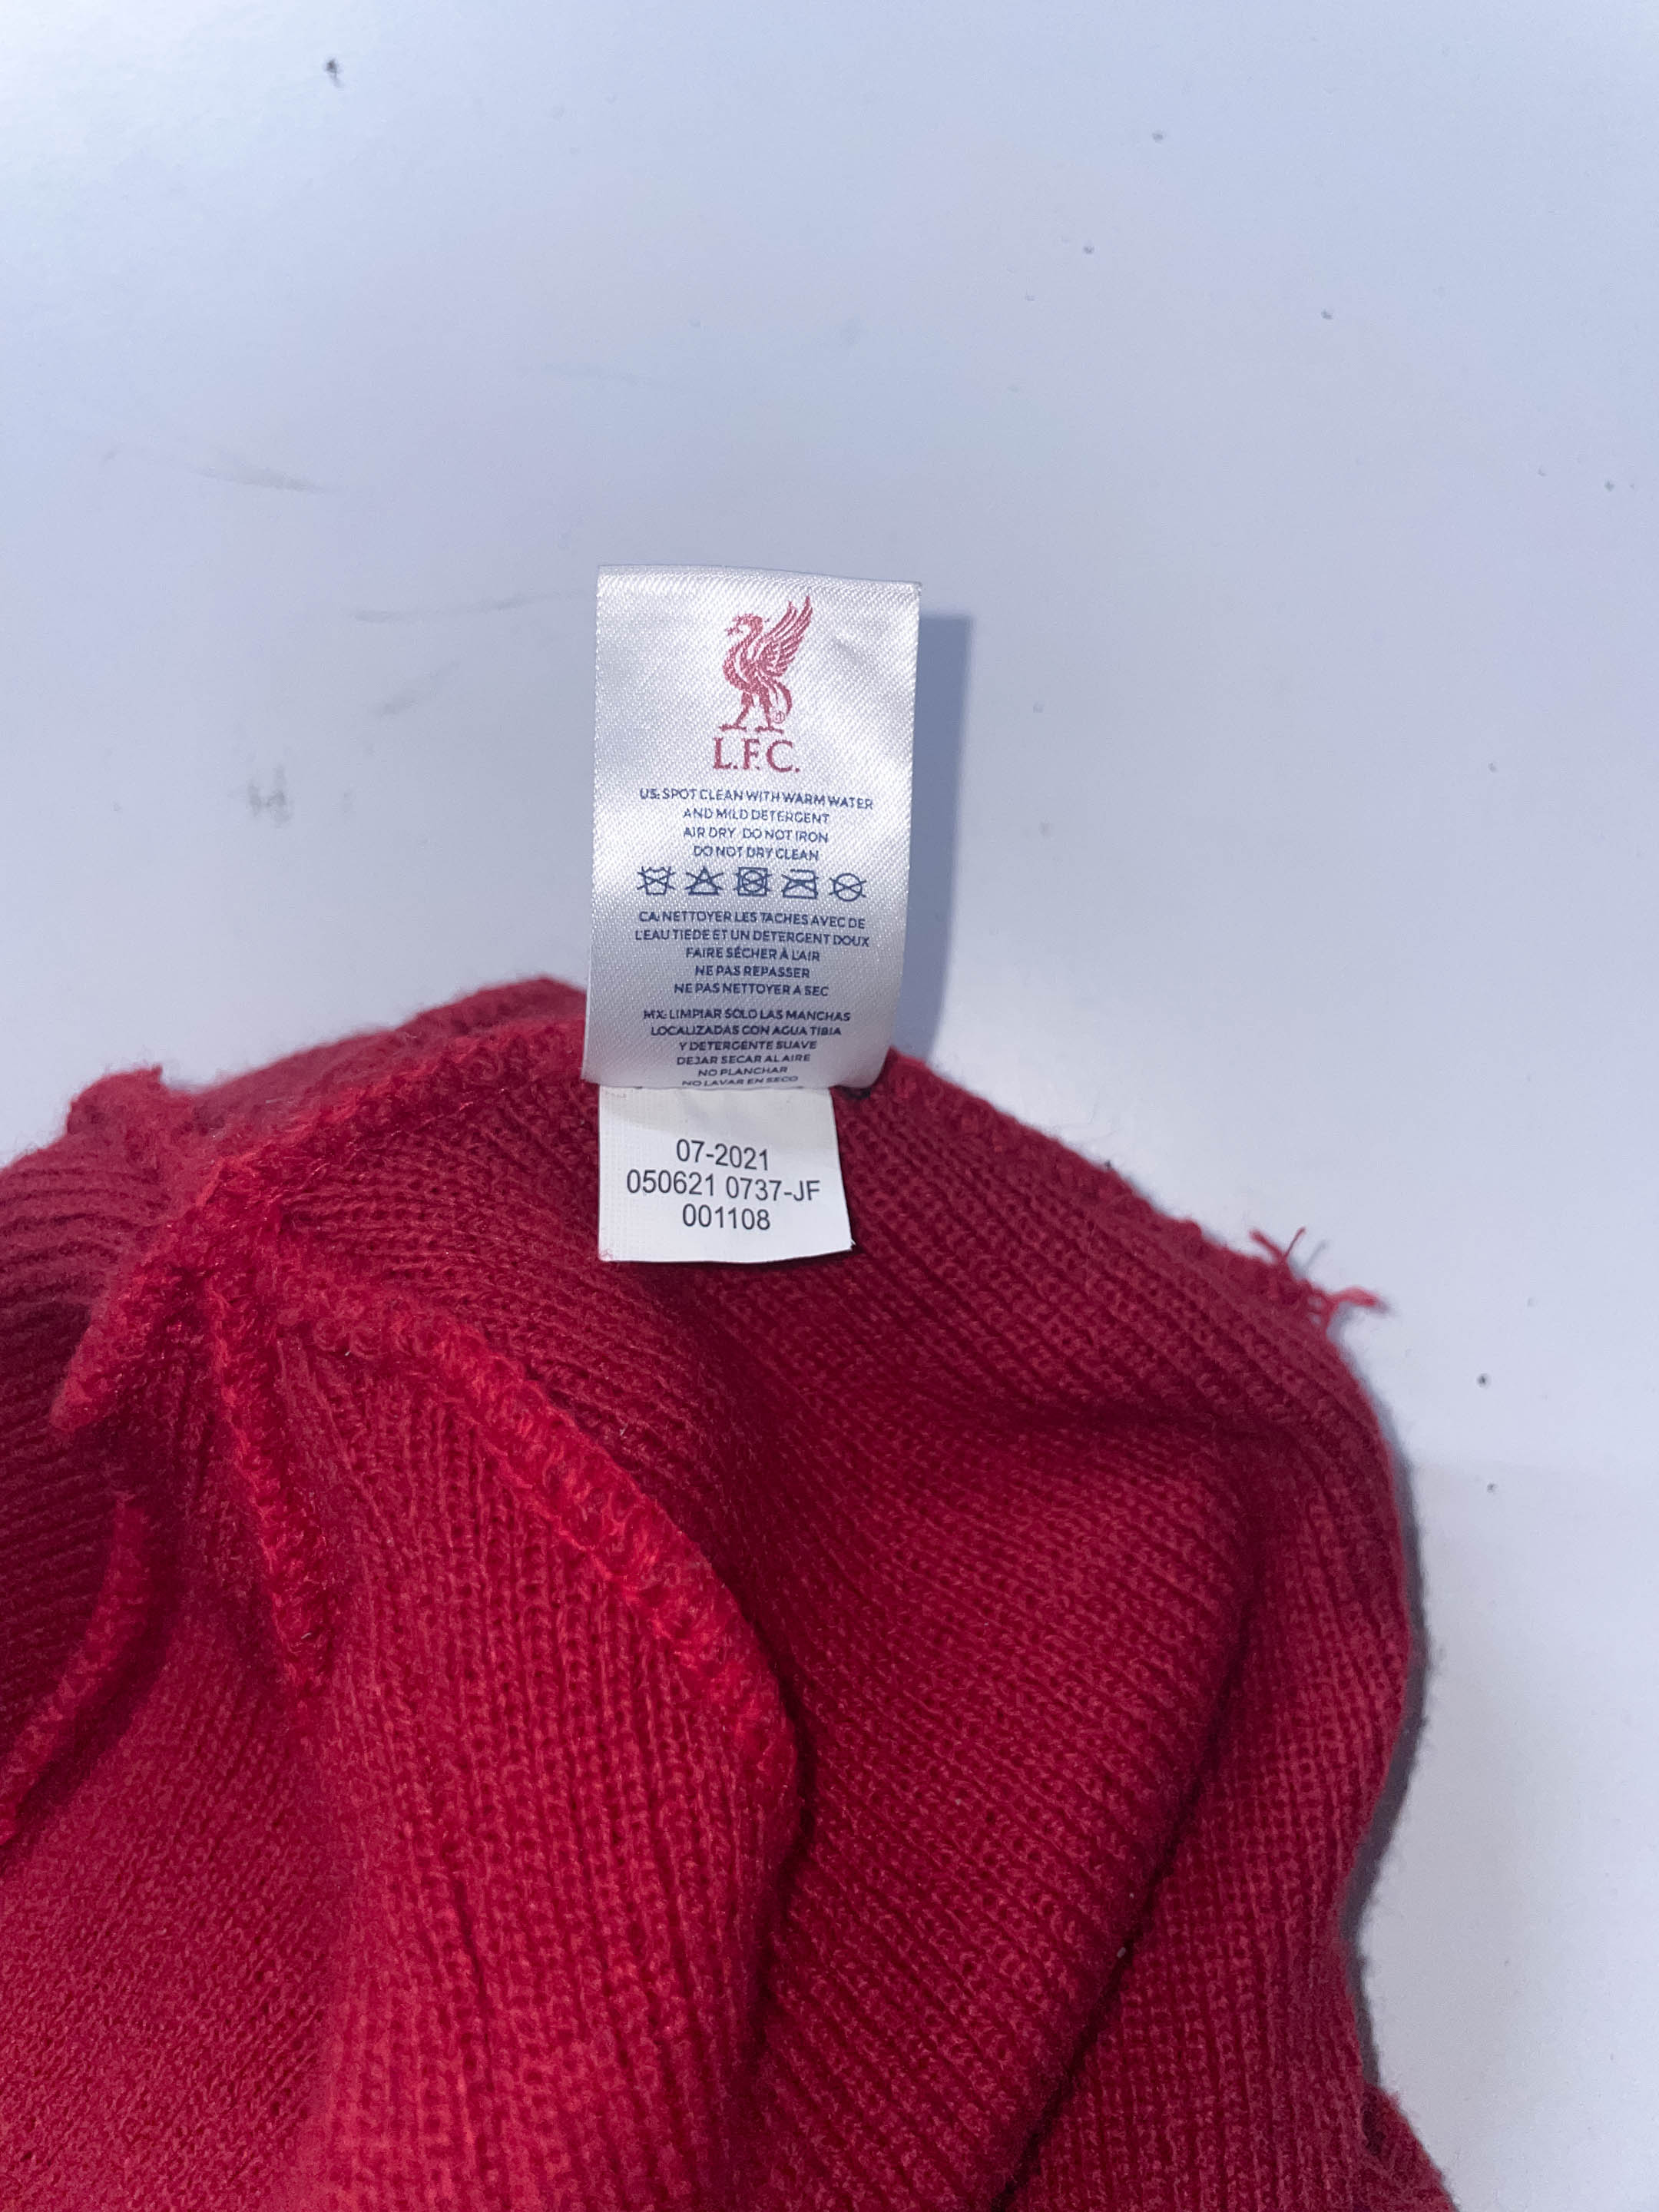 L.F.C.
US: SPOT CLEAN WITH WARM WATER
AND MILD DETERGENT
AIR DRY DO NOT IRON
DO NOT DRY CLEAN
CA: NETTOYER LES TACHES AVEC DE
L'EAU TIEDE ET UN DETERGENT DOUX
FAIRE SÉCHER À L'AIR
NE PAS REPASSER
NE PAS NETTOYER A SEC
MX: LIMPIAR SOLO LAS MANCHAS
LOCALIZADAS CON AGUA TIBIA
Y DETERGENTE SUAVE
DEJAR SECAR AL AIRE
NO PLANCHAR
NO LAVAR EN SECO
07-2021
050621 0737-JF
001108